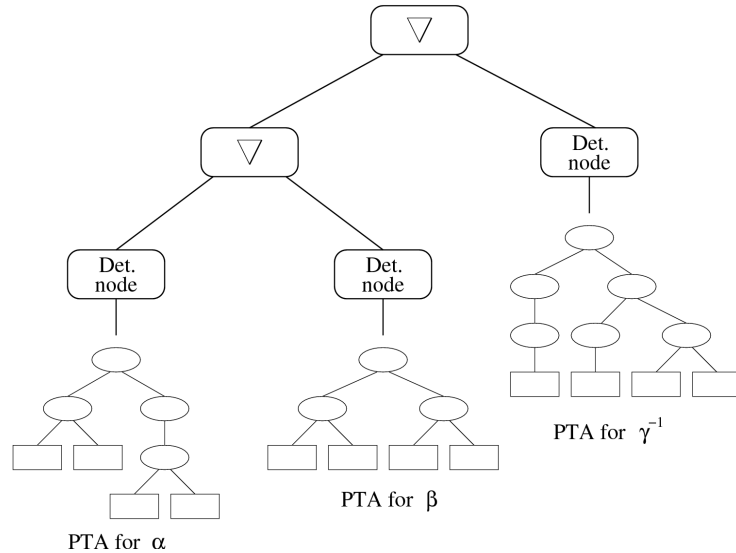 ▽
▽
Det.
node
Det.
node
Det.
node
PTA for γ⁻¹
PTA for β
PTA for α